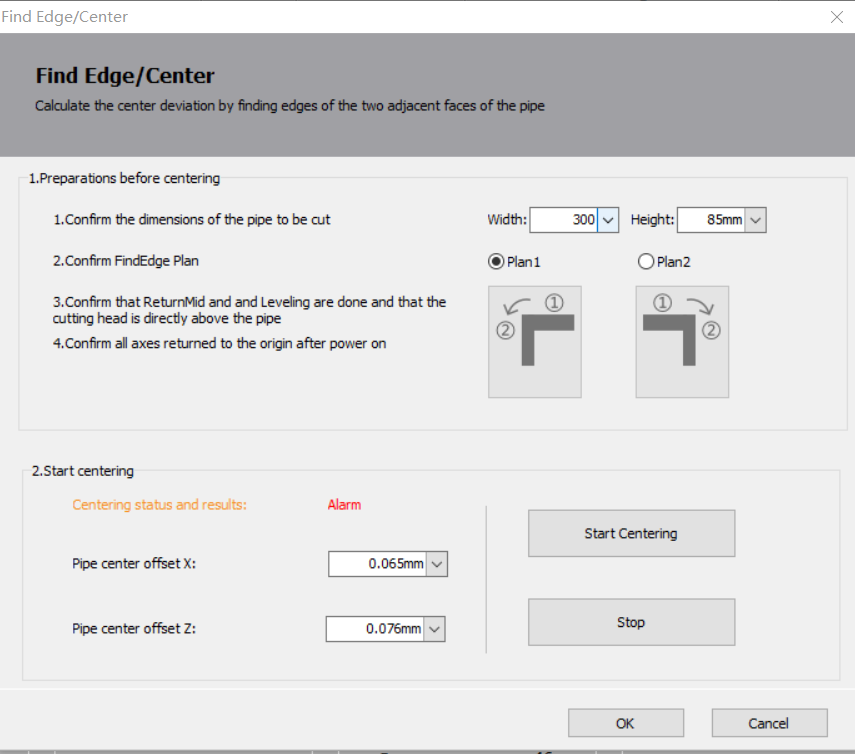 Find Edge/Center
Find Edge/Center
Calculate the center deviation by finding edges of the two adjacent faces of the pipe
1.Preparations before centering
1.Confirm the dimensions of the pipe to be cut
Width: 300 Height: 85mm
2.Confirm FindEdge Plan
Plan1 Plan2
3.Confirm that ReturnMid and and Leveling are done and that the
cutting head is directly above the pipe
4.Confirm all axes returned to the origin after power on
① ①
② ②
2.Start centering
Centering status and results: Alarm
Start Centering
Pipe center offset X: 0.065mm
Stop
Pipe center offset Z: 0.076mm
OK Cancel